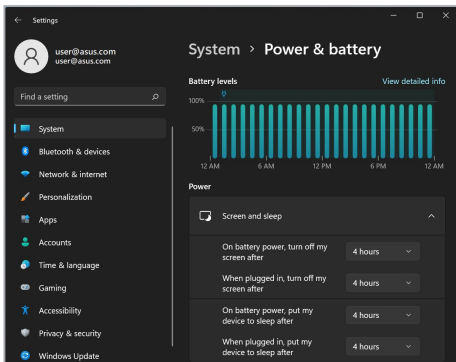 Settings
user@asus.com
user@asus.com
Find a setting
System
Bluetooth & devices
Network & internet
Personalization
Apps
Accounts
Time & language
Gaming
Accessibility
Privacy & security
Windows Update
System > Power & battery
Battery levels
View detailed info
100%
50%
12 AM 6 AM 12 PM 6 PM 12 AM
Power
Screen and sleep
On battery power, turn off my
screen after
4 hours
When plugged in, turn off my
screen after
4 hours
On battery power, put my
device to sleep after
4 hours
When plugged in, put my
device to sleep after
4 hours